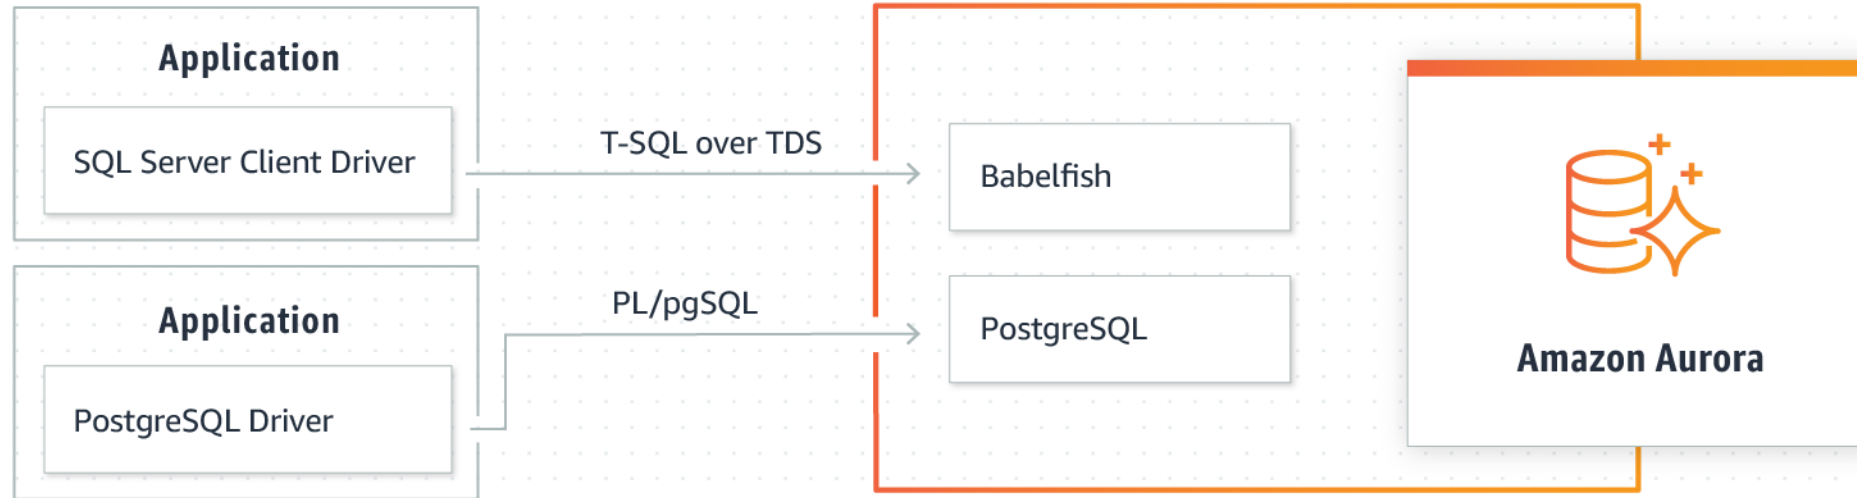 Application
SQL Server Client Driver
T-SQL over TDS
Babelfish
Application
PostgreSQL Driver
PL/pgSQL
PostgreSQL
Amazon Aurora